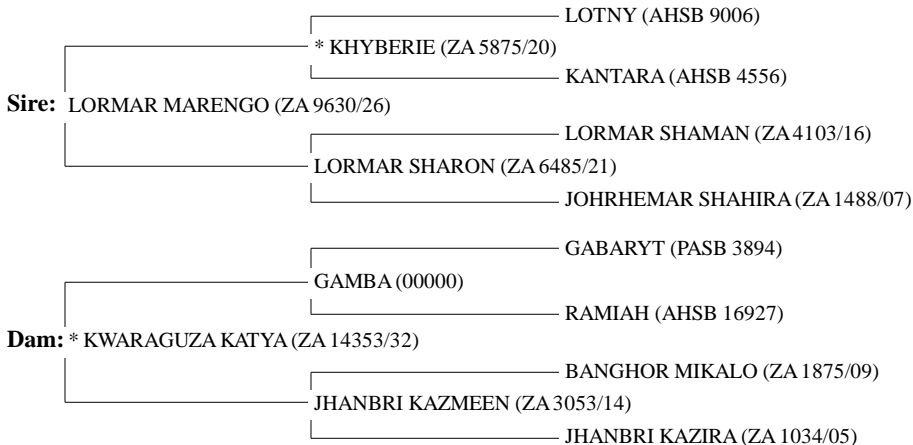 LOTNY (AHSB 9006)
* KHYBERIE (ZA 5875/20)
KANTARA (AHSB 4556)
Sire: LORMAR MARENGO (ZA 9630/26)
LORMAR SHAMAN (ZA 4103/16)
LORMAR SHARON (ZA 6485/21)
JOHRHEMAR SHAHIRA (ZA 1488/07)
GABARYT (PASB 3894)
GAMBA (00000)
RAMIAH (AHSB 16927)
Dam: * KWARAGUZA KATYA (ZA 14353/32)
BANGHOR MIKALO (ZA 1875/09)
JHANBRI KAZMEEN (ZA 3053/14)
JHANBRI KAZIRA (ZA 1034/05)